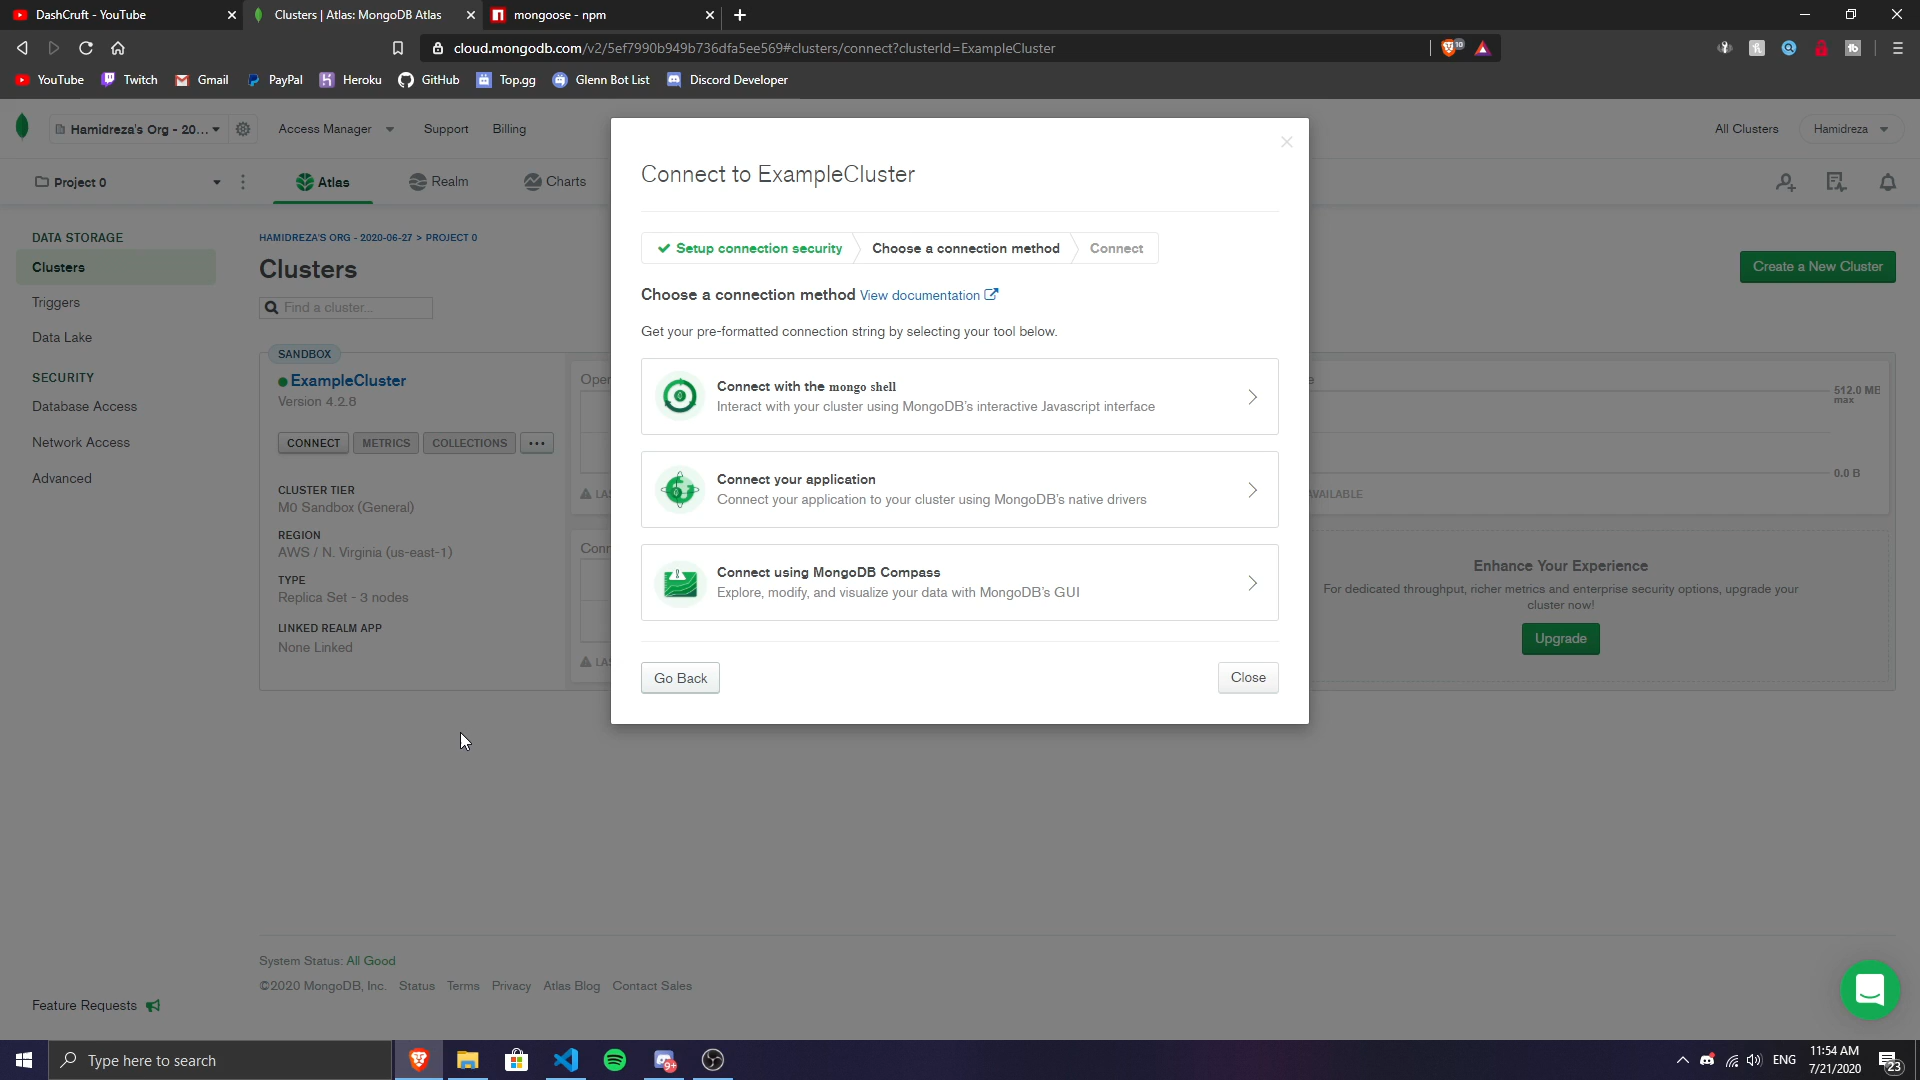 DashCruft - YouTube
Clusters | Atlas: MongoDB Atlas
mongoose - npm
cloud.mongodb.com/v2/5ef7990b949b736dfa5ee569#clusters/connect?clusterId=ExampleCluster
10
YouTube
Twitch
Gmail
PayPal
Heroku
GitHub
Top.gg
Glenn Bot List
Discord Developer
Hamidreza's Org - 20...
Access Manager
Support
Billing
All Clusters
Hamidreza
Project 0
Atlas
Realm
Charts
DATA STORAGE
Clusters
Triggers
Data Lake
SECURITY
Database Access
Network Access
Advanced
Feature Requests
HAMIDREZA'S ORG - 2020-06-27 > PROJECT 0
Clusters
Find a cluster...
Create a New Cluster
SANDBOX
ExampleCluster
Version 4.2.8
CONNECT
METRICS
COLLECTIONS
...
CLUSTER TIER
M0 Sandbox (General)
REGION
AWS / N. Virginia (us-east-1)
TYPE
Replica Set - 3 nodes
LINKED REALM APP
None Linked
Connect to ExampleCluster
Setup connection security
Choose a connection method
Connect
Choose a connection method View documentation
Get your pre-formatted connection string by selecting your tool below.
Connect with the mongo shell
Interact with your cluster using MongoDB's interactive Javascript interface
Connect your application
Connect your application to your cluster using MongoDB's native drivers
Connect using MongoDB Compass
Explore, modify, and visualize your data with MongoDB's GUI
Go Back
Close
512.0 MB
max
0.0 B
AVAILABLE
Enhance Your Experience
For dedicated throughput, richer metrics and enterprise security options, upgrade your
cluster now!
Upgrade
System Status: All Good
©2020 MongoDB, Inc. Status Terms Privacy Atlas Blog Contact Sales
Type here to search
9+
ENG
11:54 AM
7/21/2020
23